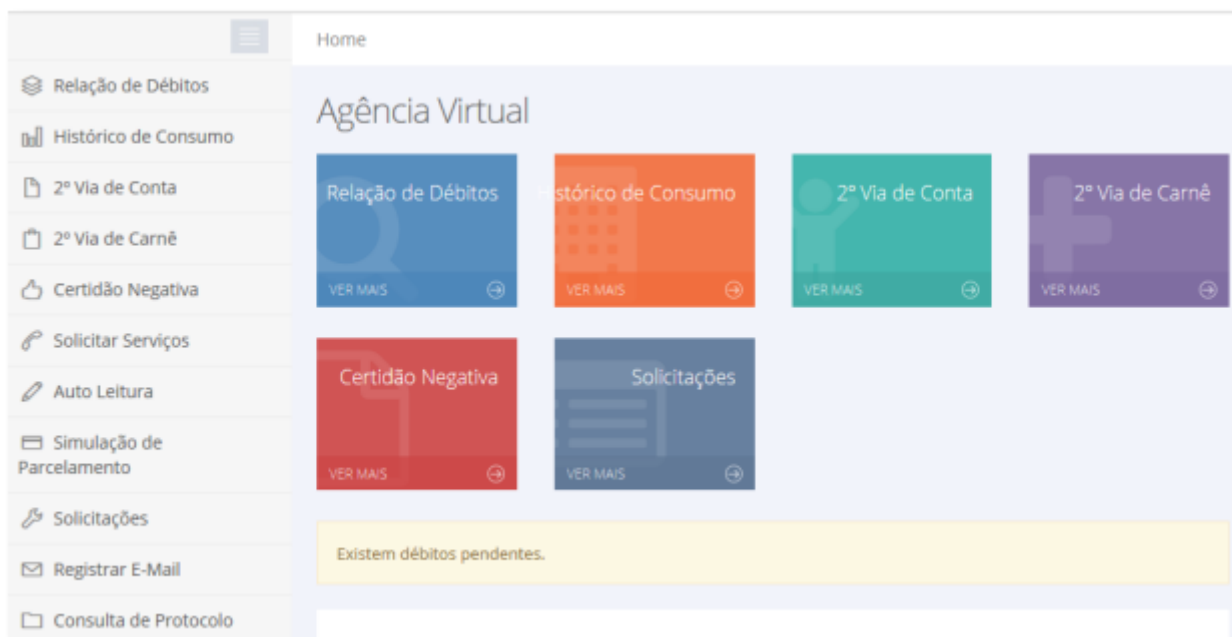 Home
Relação de Débitos
Histórico de Consumo
2º Via de Conta
2º Via de Carnê
Certidão Negativa
Solicitar Serviços
Auto Leitura
Simulação de
Parcelamento
Solicitações
Registrar E-Mail
Consulta de Protocolo
Agência Virtual
Relação de Débitos
VER MAIS
stórico de Consumo
VER MAIS
2º Via de Conta
VER MAIS
2º Via de Carnê
VER MAIS
Certidão Negativa
VER MAIS
Solicitações
VER MAIS
Existem débitos pendentes.